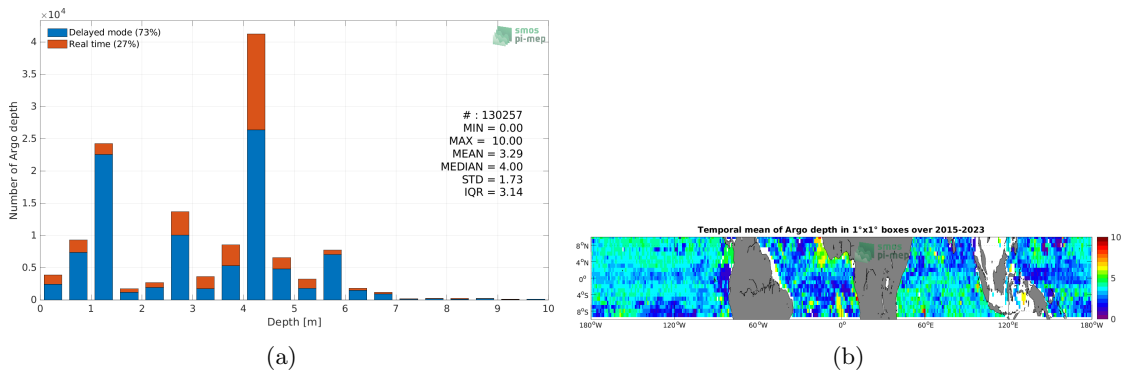 ×10⁴
Delayed mode (73%)
Real time (27%)
smos
pi-mep
Number of Argo depth
4
3.5
3
2.5
2
1.5
1
0.5
0
# : 130257
MIN = 0.00
MAX = 10.00
MEAN = 3.29
MEDIAN = 4.00
STD = 1.73
IQR = 3.14
0 1 2 3 4 5 6 7 8 9 10
Depth [m]
(a)
Temporal mean of Argo depth in 1°x1° boxes over 2015-2023
smos
pi-mep
8°N
4°N
0°
4°S
8°S
180°W 120°W 60°W 0° 60°E 120°E 180°W
10
5
0
(b)